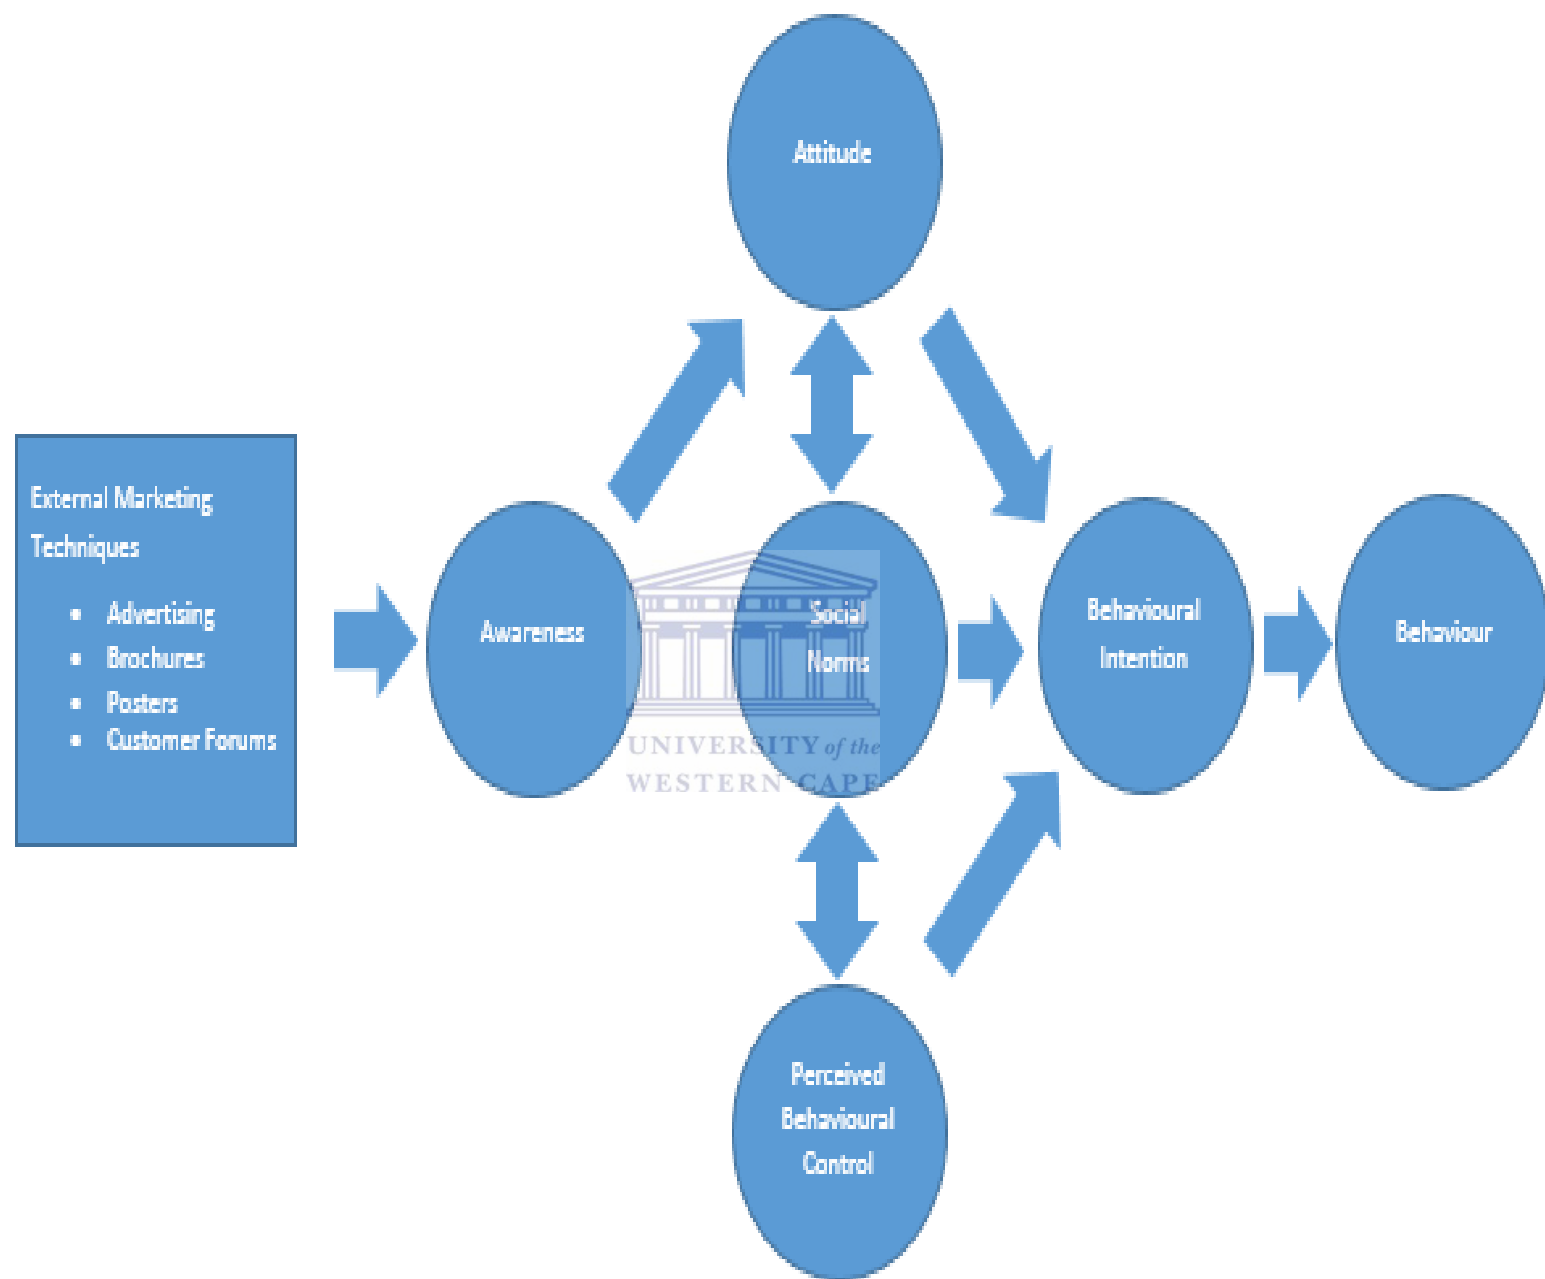 Attitude
External Marketing
Techniques
• Advertising
• Brochures
• Posters
• Customer Forums
Awareness
Social
Norms
Behavioural
Intention
Behaviour
UNIVERSITY of the
WESTERN CAPE
Perceived
Behavioural
Control